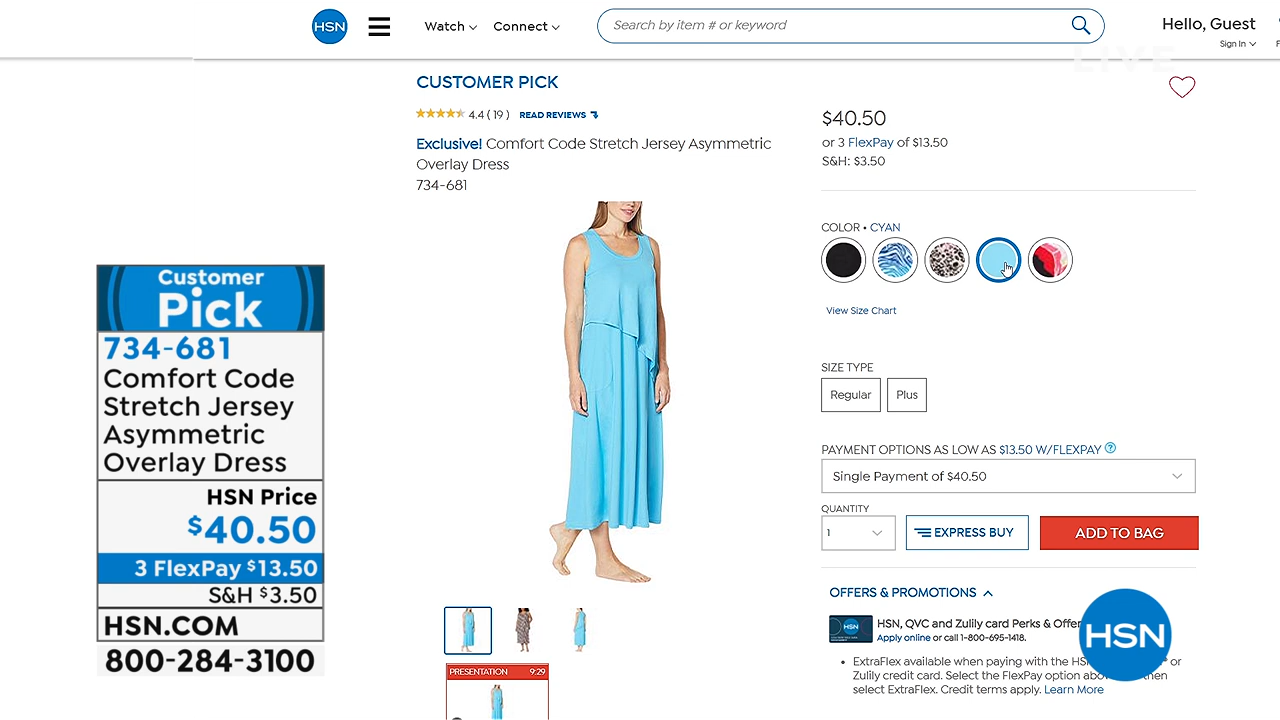 HSN
Watch
Connect
Search by item # or keyword
Hello, Guest
Sign In
LIVE
CUSTOMER PICK
4.4 ( 19 ) READ REVIEWS
Exclusive! Comfort Code Stretch Jersey Asymmetric
Overlay Dress
734-681
$40.50
or 3 FlexPay of $13.50
S&H: $3.50
COLOR • CYAN
View Size Chart
SIZE TYPE
Regular
Plus
PAYMENT OPTIONS AS LOW AS $13.50 W/FLEXPAY ?
Single Payment of $40.50
QUANTITY
1
EXPRESS BUY
ADD TO BAG
OFFERS & PROMOTIONS
HSN
HSN, QVC and Zulily card Perks & Offer
Apply online or call 1-800-695-1418.
• ExtraFlex available when paying with the HS or
Zulily credit card. Select the FlexPay option abo hen
select ExtraFlex. Credit terms apply. Learn More
HSN
PRESENTATION 9:29
Customer
Pick
734-681
Comfort Code
Stretch Jersey
Asymmetric
Overlay Dress
HSN Price
$40.50
3 FlexPay $13.50
S&H $3.50
HSN.COM
800-284-3100